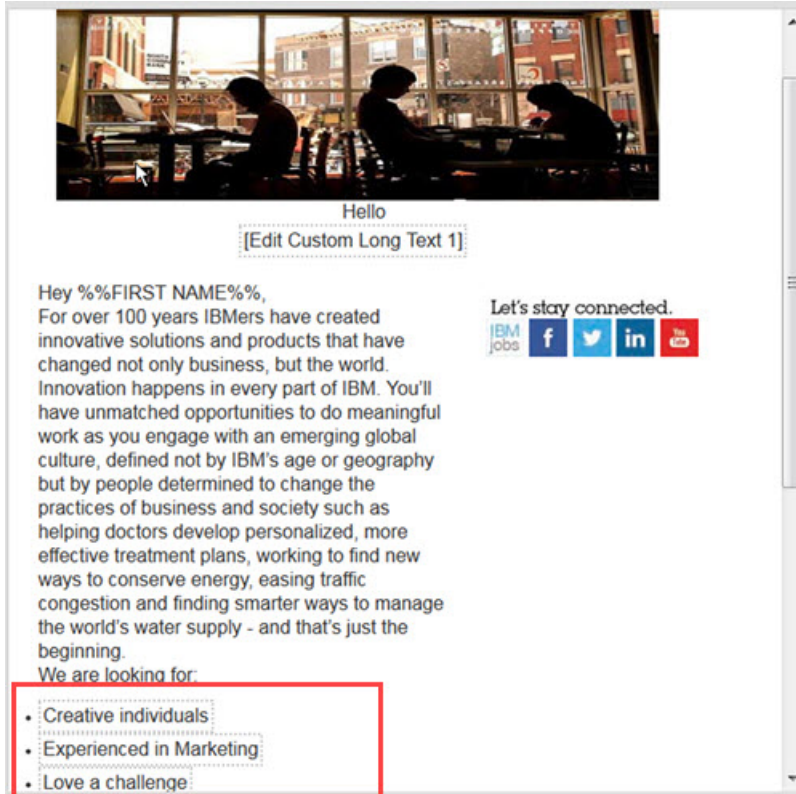 Hello
[Edit Custom Long Text 1]
Hey %%FIRST NAME%%,
For over 100 years IBMers have created
innovative solutions and products that have
changed not only business, but the world.
Innovation happens in every part of IBM. You'll
have unmatched opportunities to do meaningful
work as you engage with an emerging global
culture, defined not by IBM's age or geography
but by people determined to change the
practices of business and society such as
helping doctors develop personalized, more
effective treatment plans, working to find new
ways to conserve energy, easing traffic
congestion and finding smarter ways to manage
the world's water supply - and that's just the
beginning.
We are looking for:
• Creative individuals
• Experienced in Marketing
• Love a challenge
Let's stay connected.
IBM
jobs
f
in
You
Tube